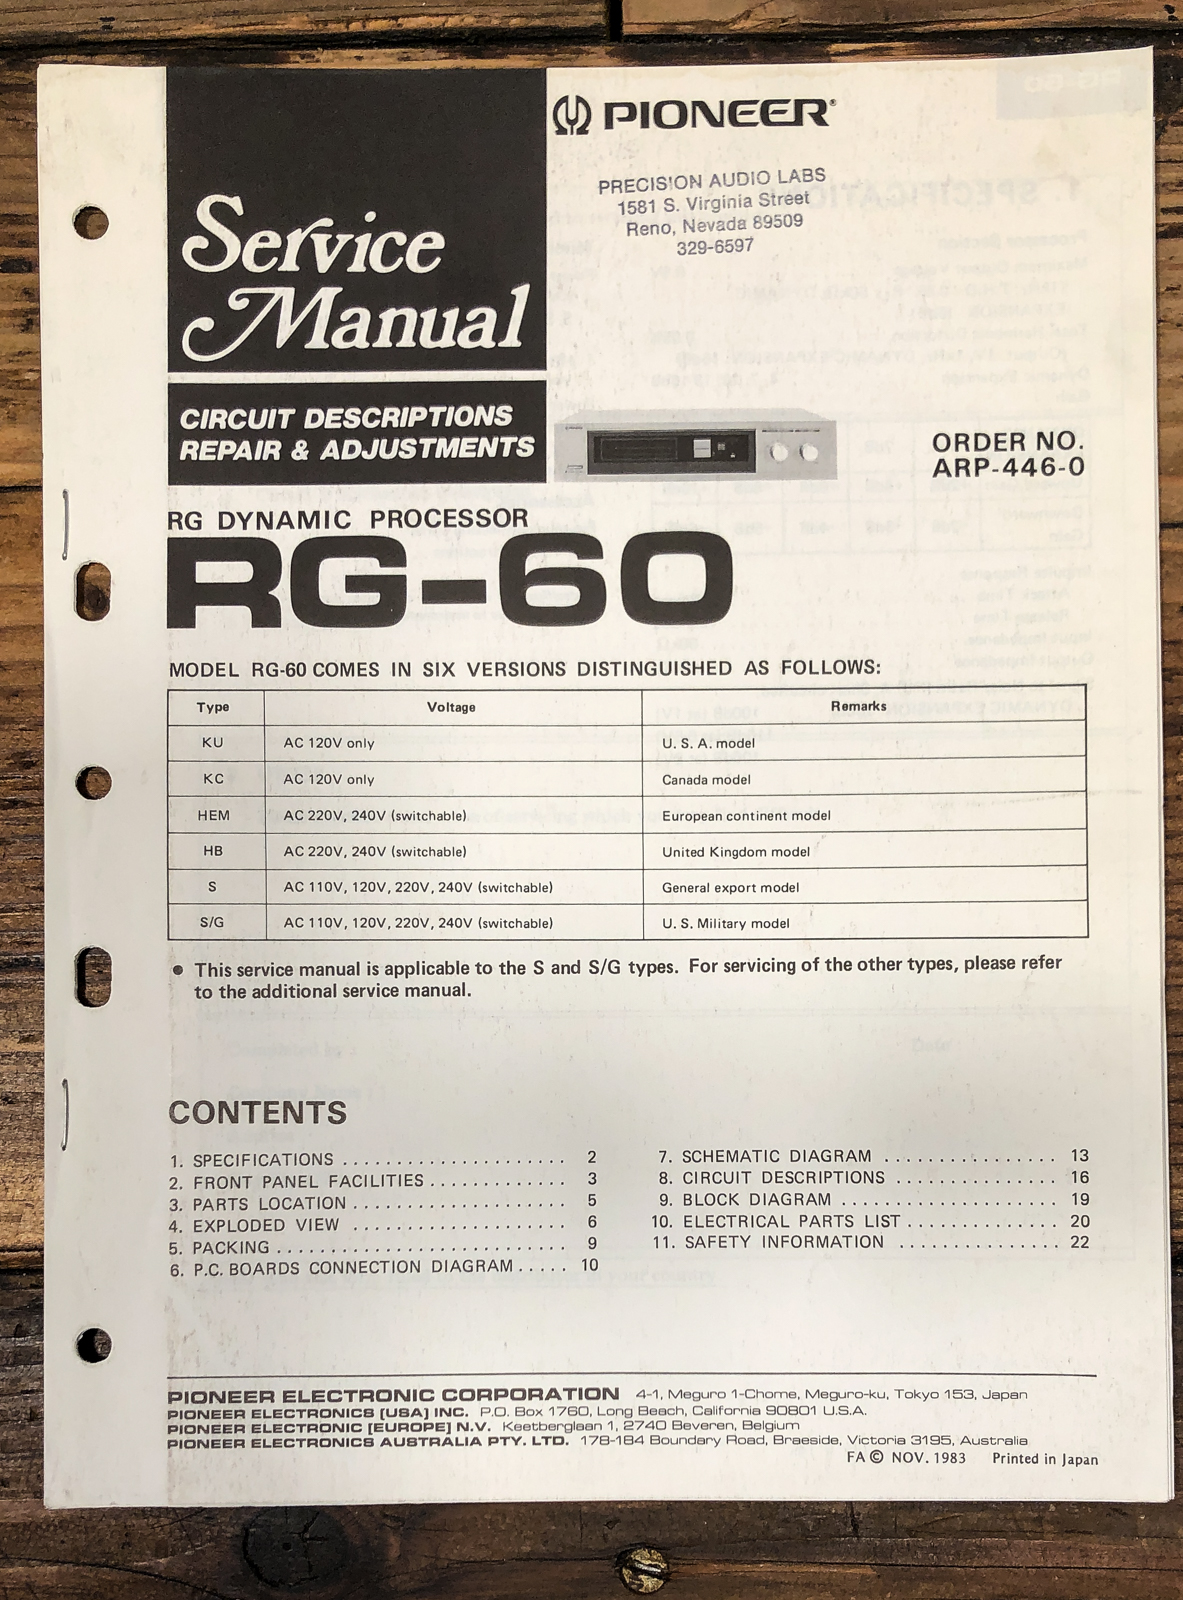 PIONEER®
PRECISION AUDIO LABS
1581 S. Virginia Street
Reno, Nevada 89509
329-6597
Service
Manual
CIRCUIT DESCRIPTIONS
REPAIR & ADJUSTMENTS
ORDER NO.
ARP-446-0
RG DYNAMIC PROCESSOR
RG-60
MODEL RG-60 COMES IN SIX VERSIONS DISTINGUISHED AS FOLLOWS:
Type Voltage Remarks
KU AC 120V only U. S. A. model
KC AC 120V only Canada model
HEM AC 220V, 240V (switchable) European continent model
HB AC 220V, 240V (switchable) United Kingdom model
S AC 110V, 120V, 220V, 240V (switchable) General export model
S/G AC 110V, 120V, 220V, 240V (switchable) U. S. Military model
● This service manual is applicable to the S and S/G types. For servicing of the other types, please refer
to the additional service manual.
CONTENTS
1. SPECIFICATIONS ..................... 2
2. FRONT PANEL FACILITIES ............. 3
3. PARTS LOCATION .................... 5
4. EXPLODED VIEW .................... 6
5. PACKING ........................... 9
6. P.C. BOARDS CONNECTION DIAGRAM ..... 10
7. SCHEMATIC DIAGRAM ................ 13
8. CIRCUIT DESCRIPTIONS ............... 16
9. BLOCK DIAGRAM .................... 19
10. ELECTRICAL PARTS LIST .............. 20
11. SAFETY INFORMATION ............... 22
PIONEER ELECTRONIC CORPORATION 4-1, Meguro 1-Chome, Meguro-ku, Tokyo 153, Japan
PIONEER ELECTRONICS [USA] INC. P.O. Box 1760, Long Beach, California 90801 U.S.A.
PIONEER ELECTRONIC [EUROPE] N.V. Keetberglaan 1, 2740 Beveren, Belgium
PIONEER ELECTRONICS AUSTRALIA PTY. LTD. 178-184 Boundary Road, Braeside, Victoria 3195, Australia
FA © NOV. 1983 Printed in Japan